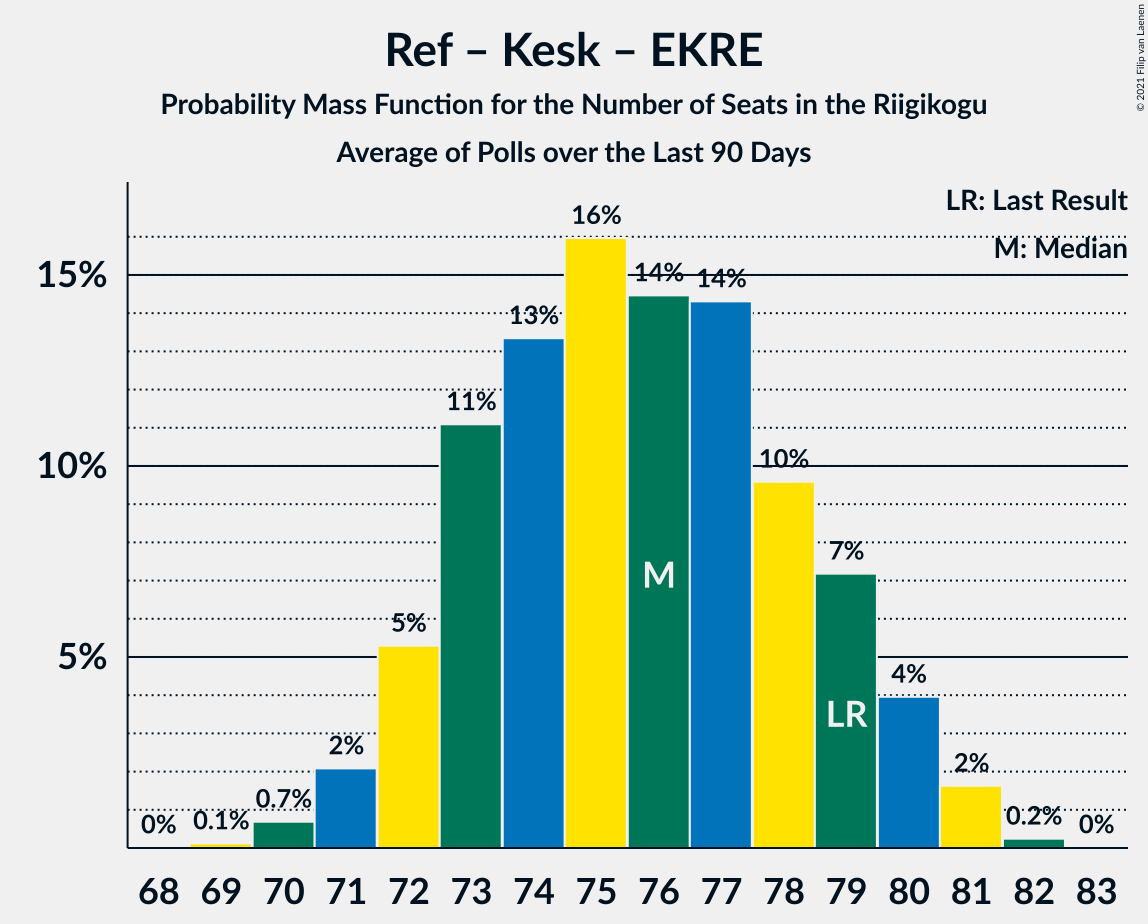 Ref – Kesk – EKRE
Probability Mass Function for the Number of Seats in the Riigikogu
Average of Polls over the Last 90 Days
© 2021 Filip van Laenen
LR: Last Result
M: Median
15%
10%
5%
0%
0.1%
0.7%
2%
5%
11%
13%
16%
14%
14%
10%
7%
4%
2%
0.2%
0%
M
LR
68 69 70 71 72 73 74 75 76 77 78 79 80 81 82 83